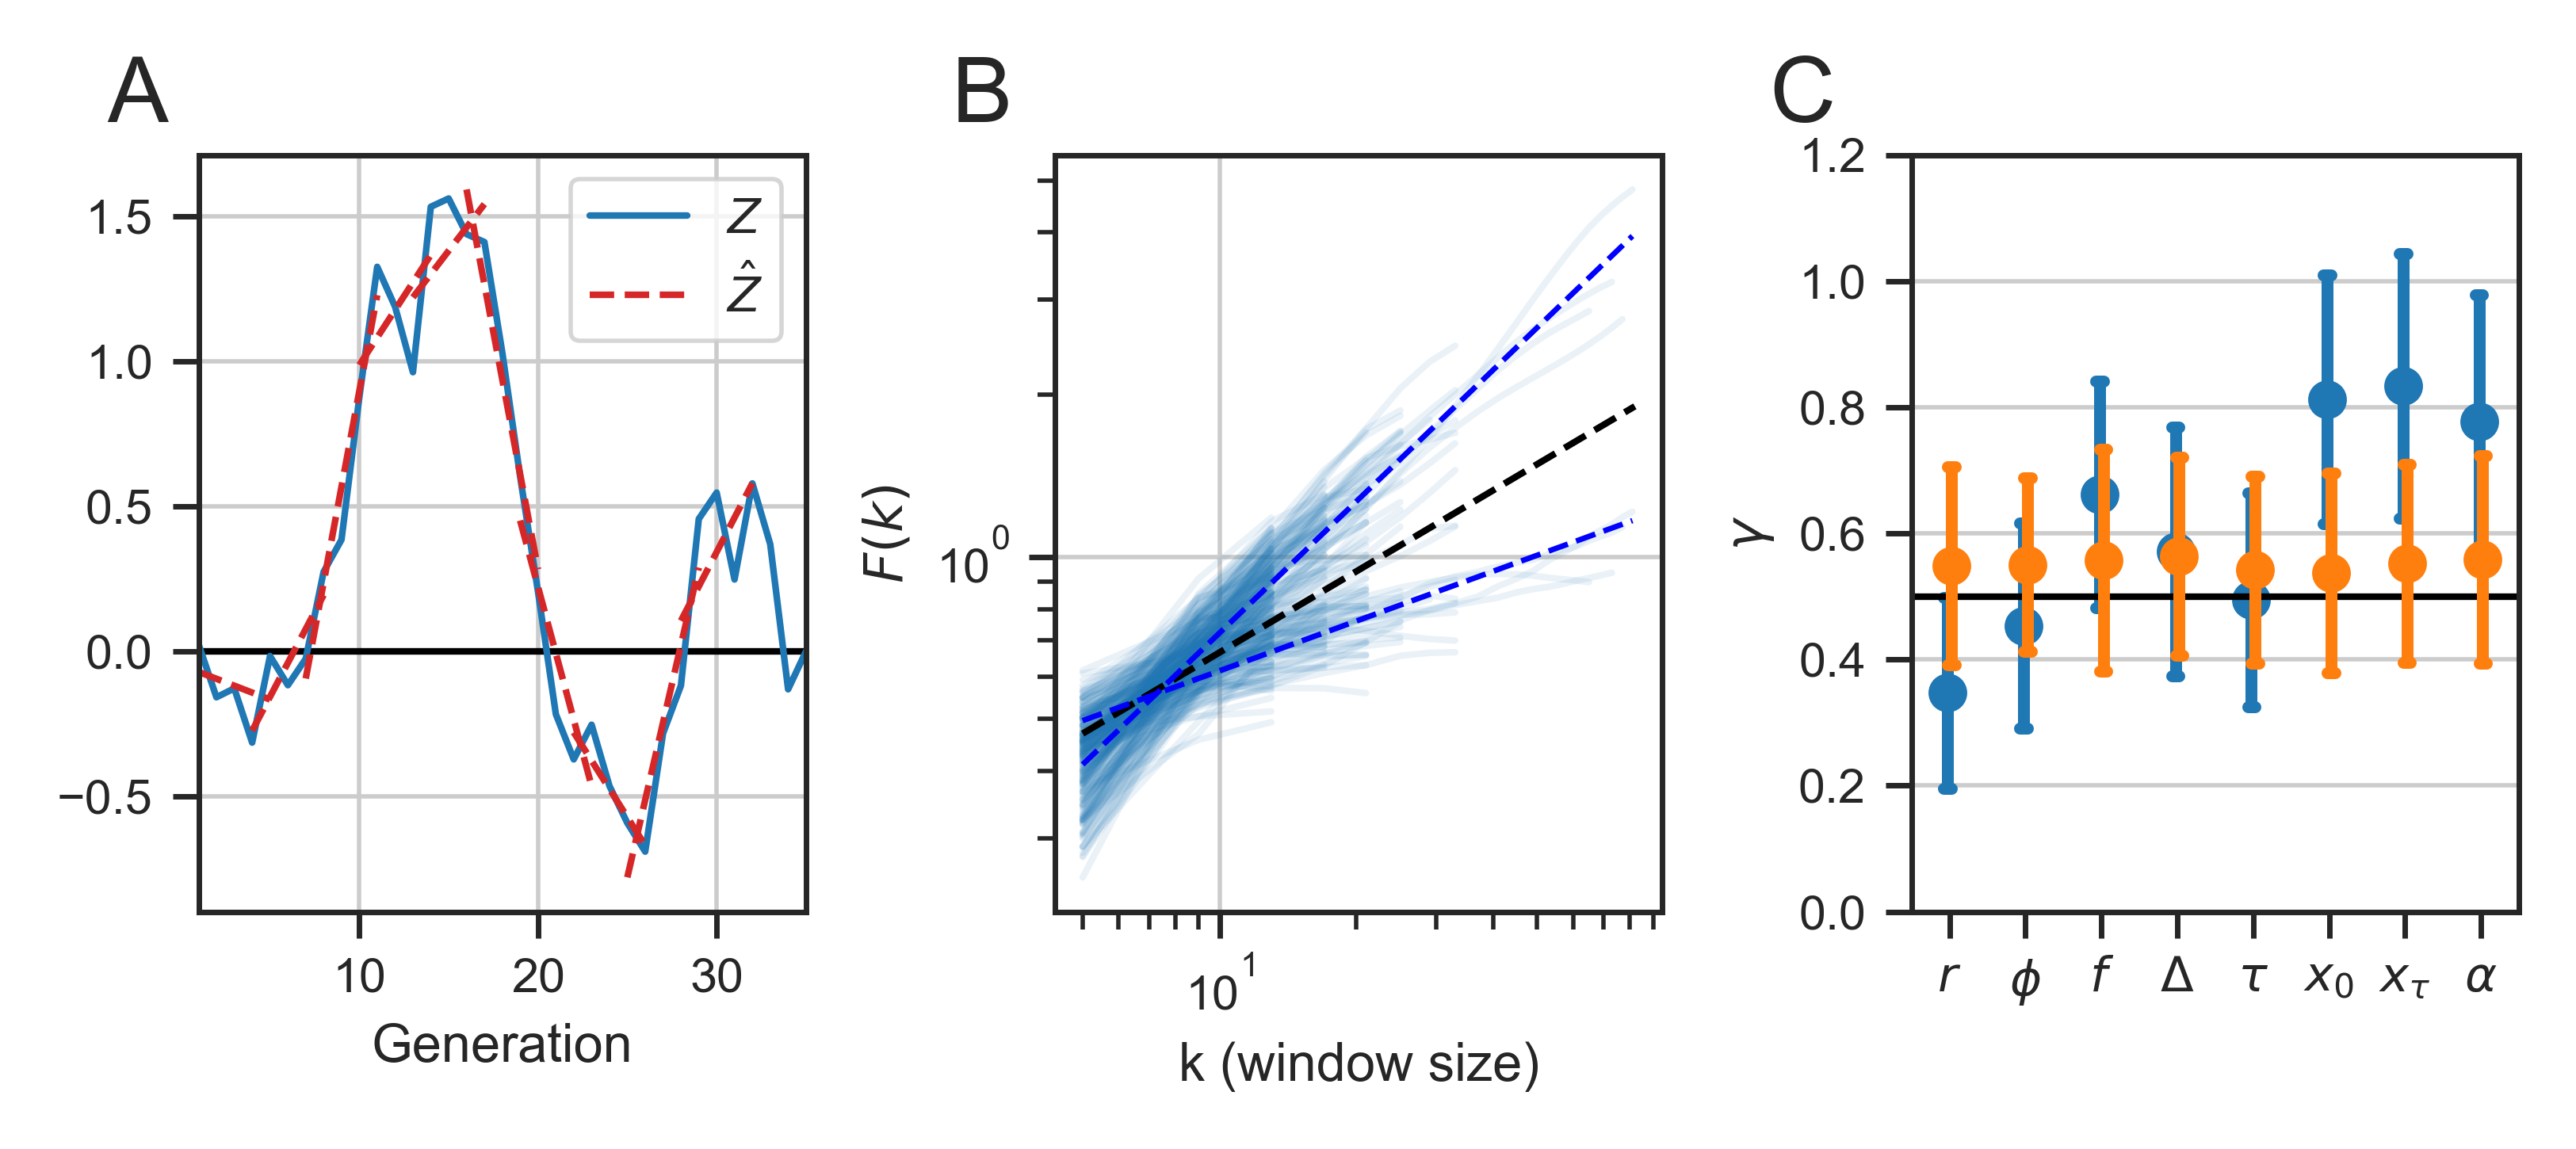 A
B
C
1.5
1.0
0.5
0.0
−0.5
Z
Ẑ
10 20 30
Generation
F(k)
10⁰
10¹
k (window size)
γ
1.2
1.0
0.8
0.6
0.4
0.2
0.0
r ϕ f Δ τ x₀ x_τ α